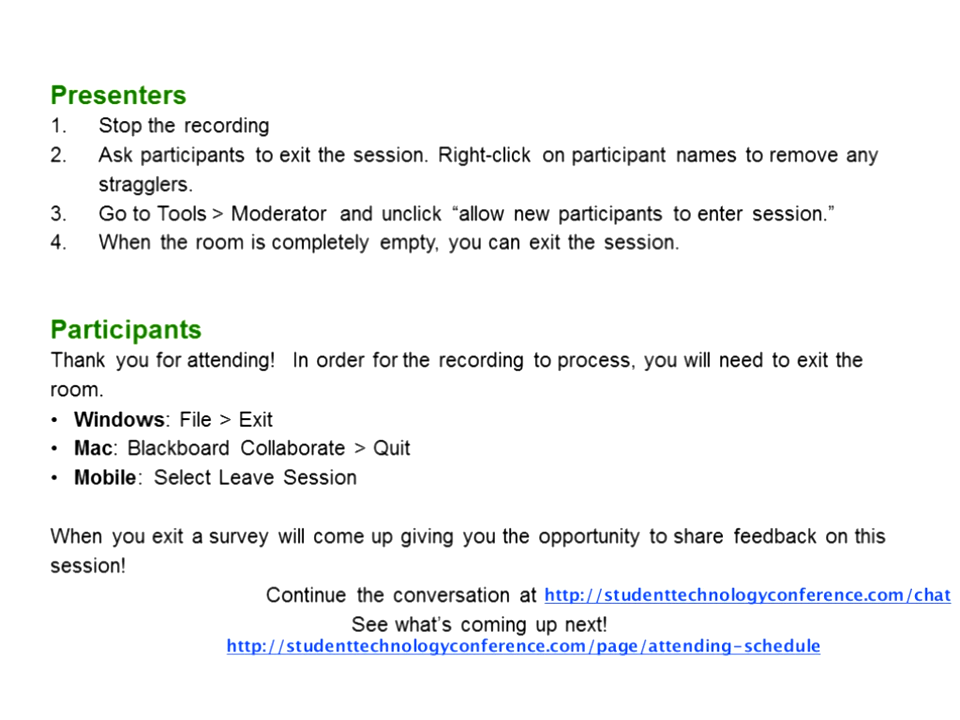 Presenters
1. Stop the recording
2. Ask participants to exit the session. Right-click on participant names to remove any
stragglers.
3. Go to Tools > Moderator and unclick “allow new participants to enter session.”
4. When the room is completely empty, you can exit the session.
Participants
Thank you for attending! In order for the recording to process, you will need to exit the
room.
• Windows: File > Exit
• Mac: Blackboard Collaborate > Quit
• Mobile: Select Leave Session
When you exit a survey will come up giving you the opportunity to share feedback on this
session!
Continue the conversation at http://studenttechnologyconference.com/chat
See what’s coming up next!
http://studenttechnologyconference.com/page/attending-schedule